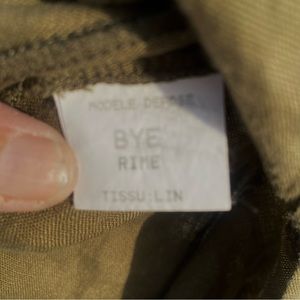 MODELE DEPOSE
BYE
RIME
TISSU:LIN